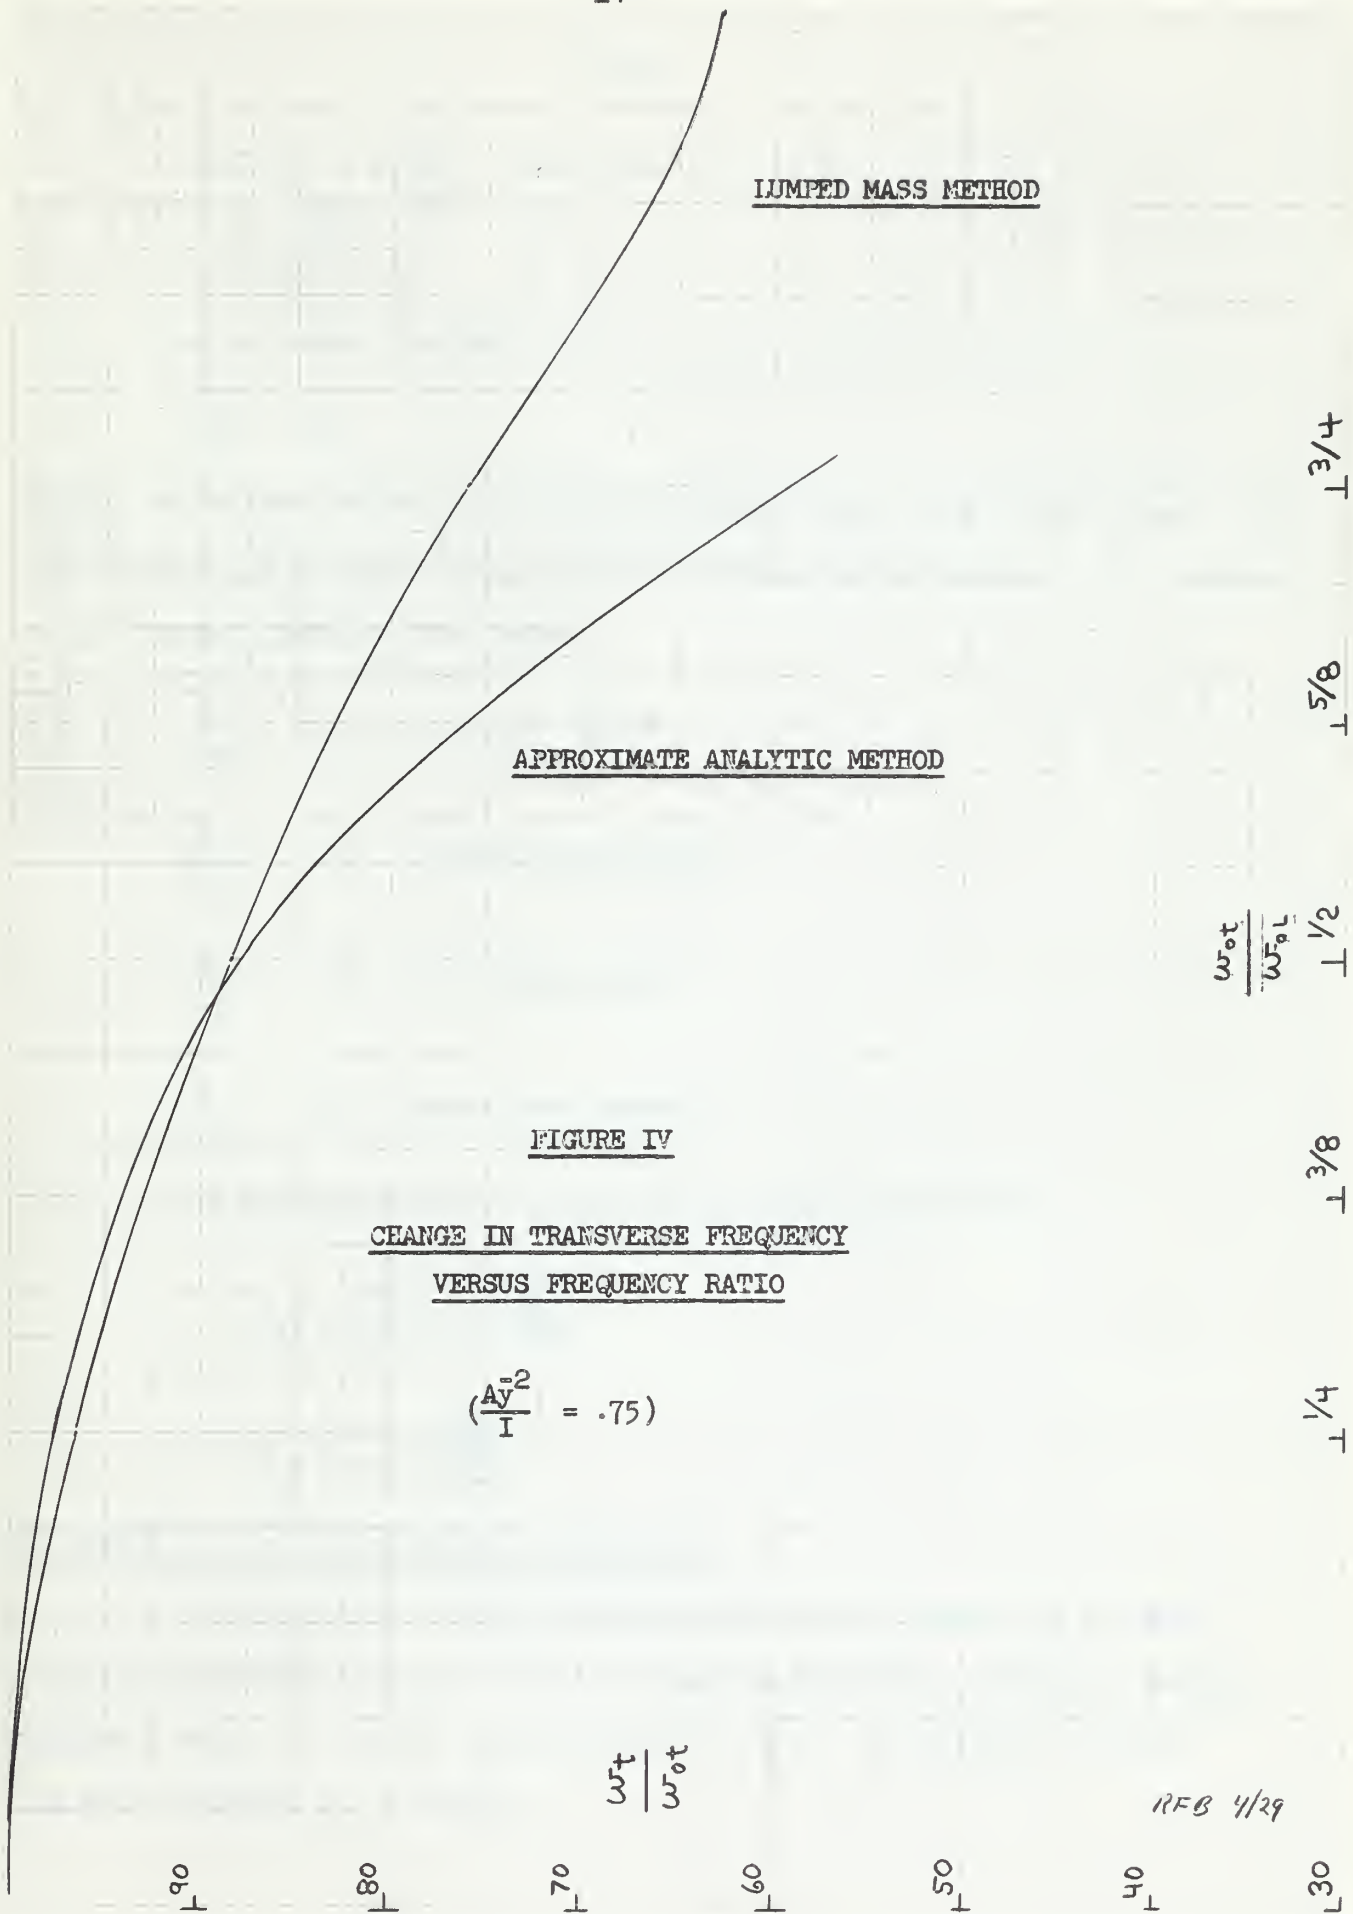 LUMPED MASS METHOD
3/4
5/8
APPROXIMATE ANALYTIC METHOD
ω₀t
ω₀L
1/2
FIGURE IV
3/8
CHANGE IN TRANSVERSE FREQUENCY
VERSUS FREQUENCY RATIO
(Aȳ²/I = .75)
1/4
ωt
ω₀t
RFB 4/29
90
80
70
60
50
40
30